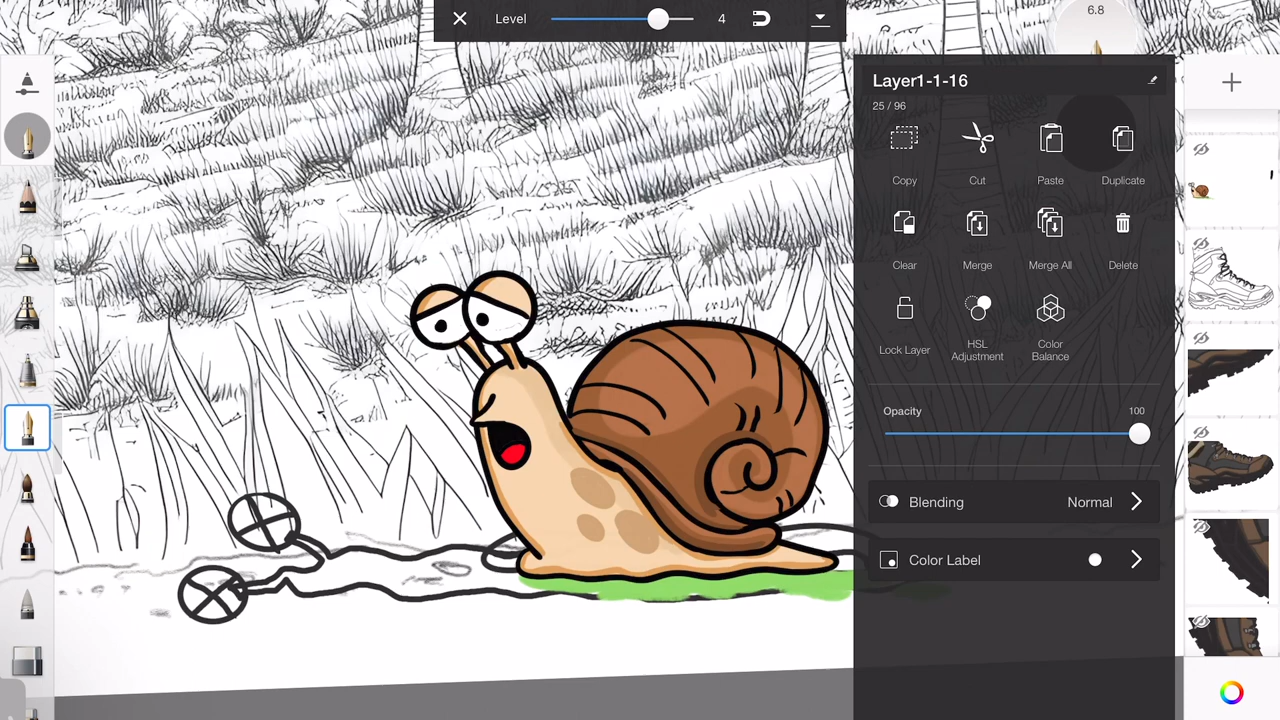 Level 4
6.8
Layer1-1-16
25 / 96
Copy Cut Paste Duplicate
Clear Merge Merge All Delete
Lock Layer HSL Adjustment Color Balance
Opacity 100
Blending Normal
Color Label